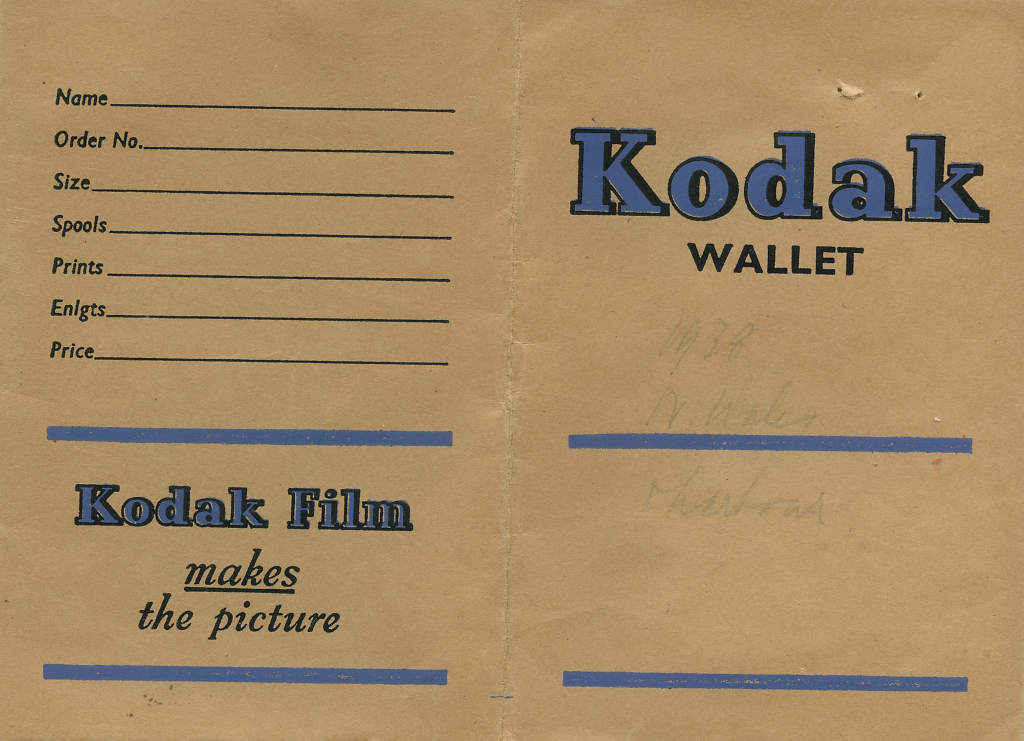 Name
Order No.
Size
Spools
Prints
Enlgts
Price
Kodak Film
makes
the picture
Kodak
WALLET
1938
N. Wales